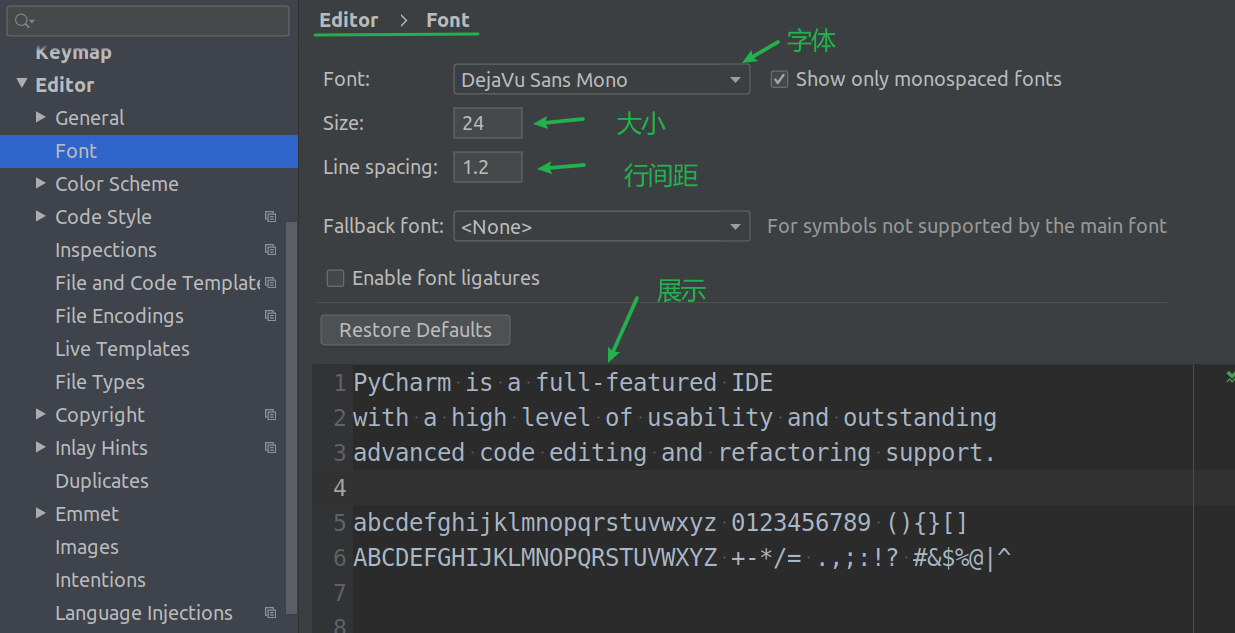 Keymap
Editor
General
Font
Color Scheme
Code Style
Inspections
File and Code Template
File Encodings
Live Templates
File Types
Copyright
Inlay Hints
Duplicates
Emmet
Images
Intentions
Language Injections
Editor > Font
字体
Font: DejaVu Sans Mono Show only monospaced fonts
Size: 24 大小
Line spacing: 1.2 行间距
Fallback font: <None> For symbols not supported by the main font
Enable font ligatures
展示
Restore Defaults
1 PyCharm is a full-featured IDE
2 with a high level of usability and outstanding
3 advanced code editing and refactoring support.
4
5 abcdefghijklmnopqrstuvwxyz 0123456789 (){}[]
6 ABCDEFGHIJKLMNOPQRSTUVWXYZ +-*/= .,;:!? #&$%@|^
7
8